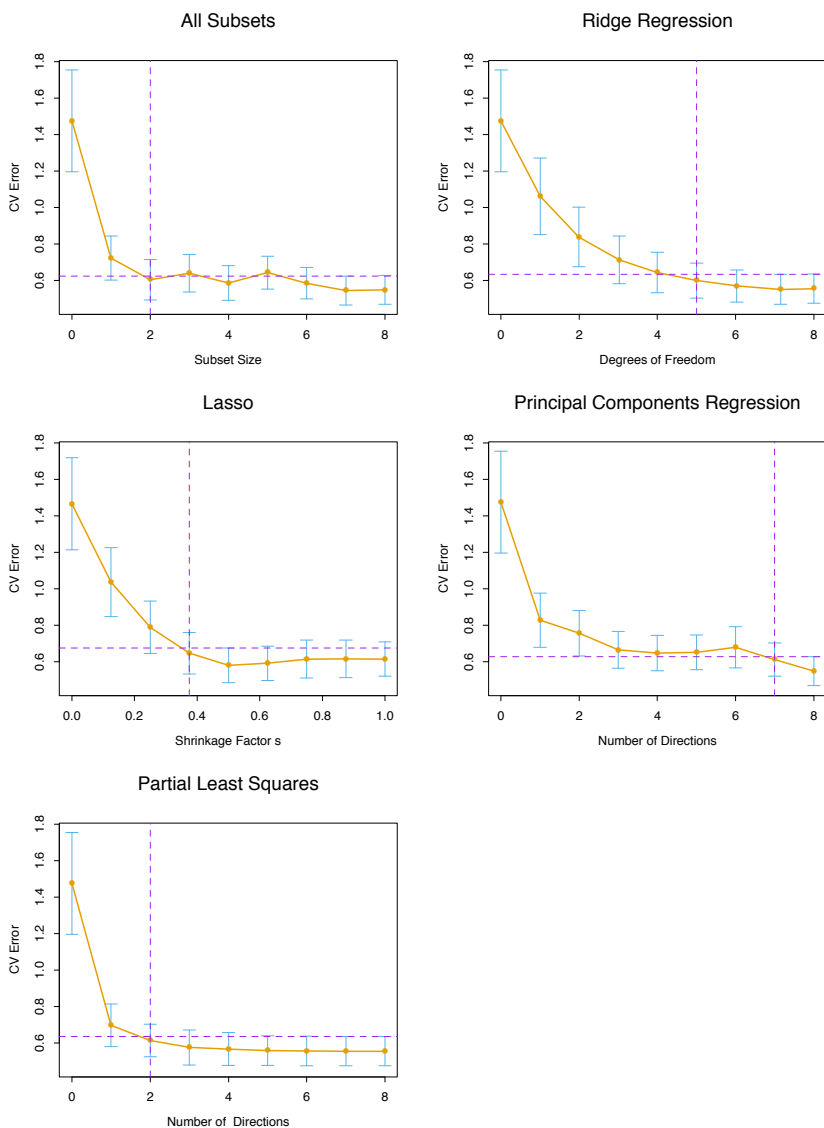 All Subsets
1.8
1.6
1.4
1.2
1.0
0.8
0.6
CV Error
0 2 4 6 8
Subset Size
Ridge Regression
1.8
1.6
1.4
1.2
1.0
0.8
0.6
CV Error
0 2 4 6 8
Degrees of Freedom
Lasso
1.8
1.6
1.4
1.2
1.0
0.8
0.6
CV Error
0.0 0.2 0.4 0.6 0.8 1.0
Shrinkage Factor s
Principal Components Regression
1.8
1.6
1.4
1.2
1.0
0.8
0.6
CV Error
0 2 4 6 8
Number of Directions
Partial Least Squares
1.8
1.6
1.4
1.2
1.0
0.8
0.6
CV Error
0 2 4 6 8
Number of Directions